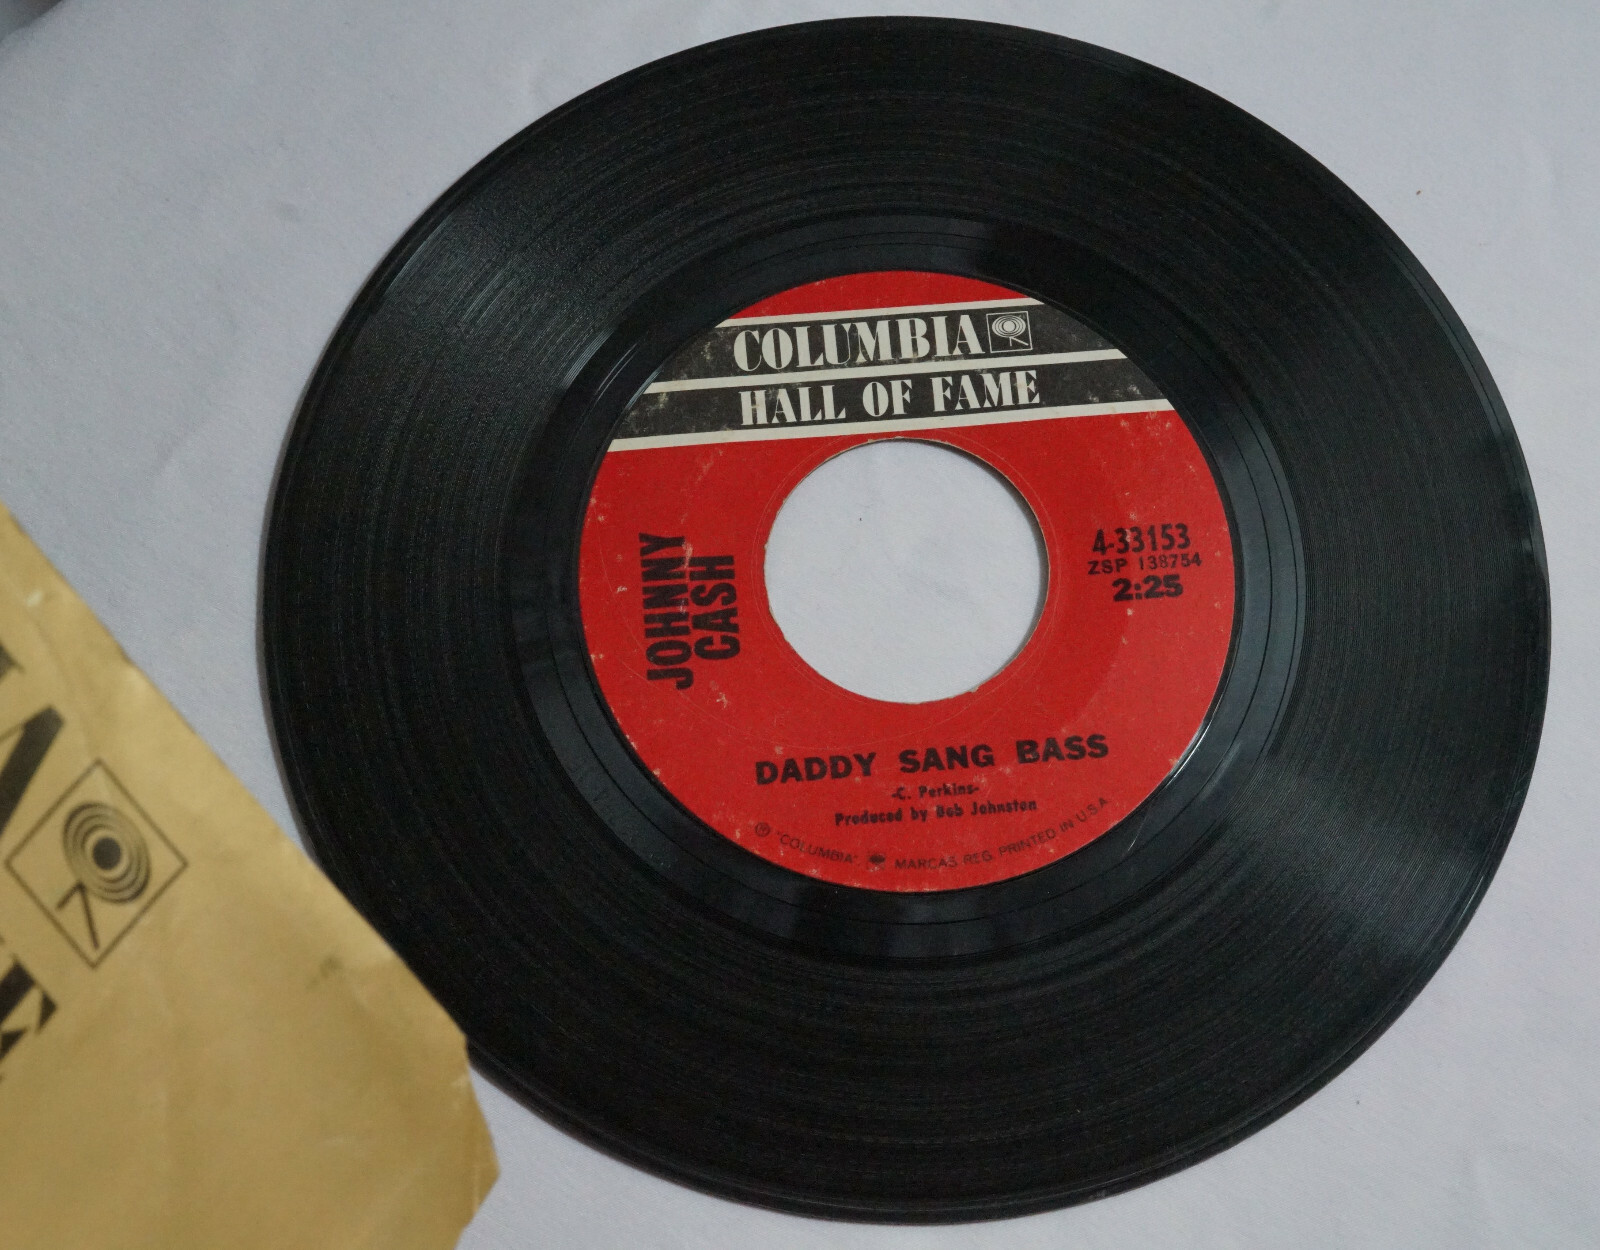 COLUMBIA
HALL OF FAME
JOHNNY
CASH
4-33153
ZSP 138754
2:25
DADDY SANG BASS
-C. Perkins-
Produced by Bob Johnston
Ⓟ "COLUMBIA" MARCAS REG. PRINTED IN U.S.A.